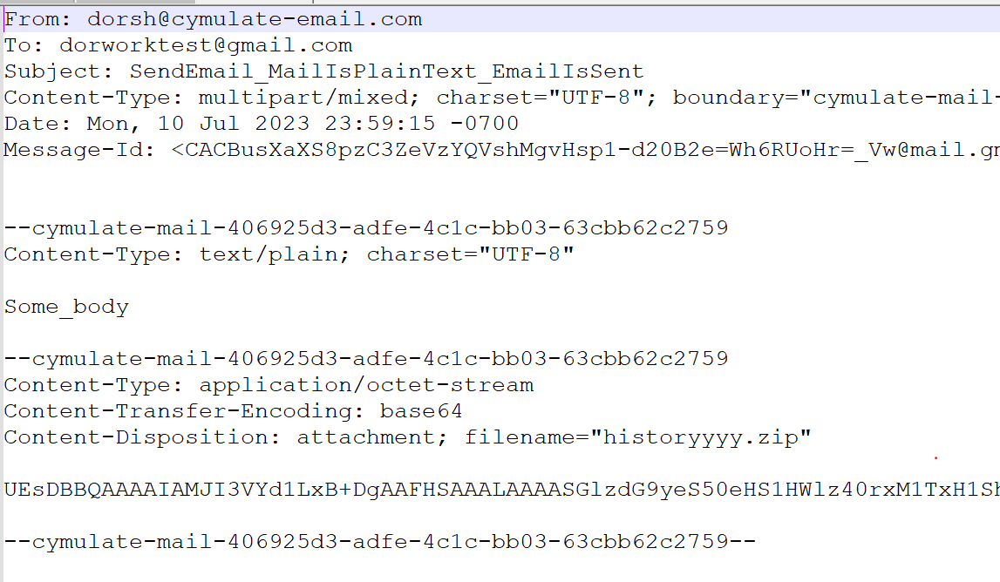 From: dorsh@cymulate-email.com
To: dorworktest@gmail.com
Subject: SendEmail_MailIsPlainText_EmailIsSent
Content-Type: multipart/mixed; charset="UTF-8"; boundary="cymulate-mail-
Date: Mon, 10 Jul 2023 23:59:15 -0700
Message-Id: <CACBusXaXS8pzC3ZeVzYQVshMgvHsp1-d20B2e=Wh6RUoHr=_Vw@mail.gm
--cymulate-mail-406925d3-adfe-4c1c-bb03-63cbb62c2759
Content-Type: text/plain; charset="UTF-8"
Some_body
--cymulate-mail-406925d3-adfe-4c1c-bb03-63cbb62c2759
Content-Type: application/octet-stream
Content-Transfer-Encoding: base64
Content-Disposition: attachment; filename="historyyyy.zip"
UEsDBBQAAAAIAMJI3VYd1LxB+DgAAFHSAAALAAAASGlzdG9yeS50eHS1HWlz40rxM1TxH1Sh
--cymulate-mail-406925d3-adfe-4c1c-bb03-63cbb62c2759--